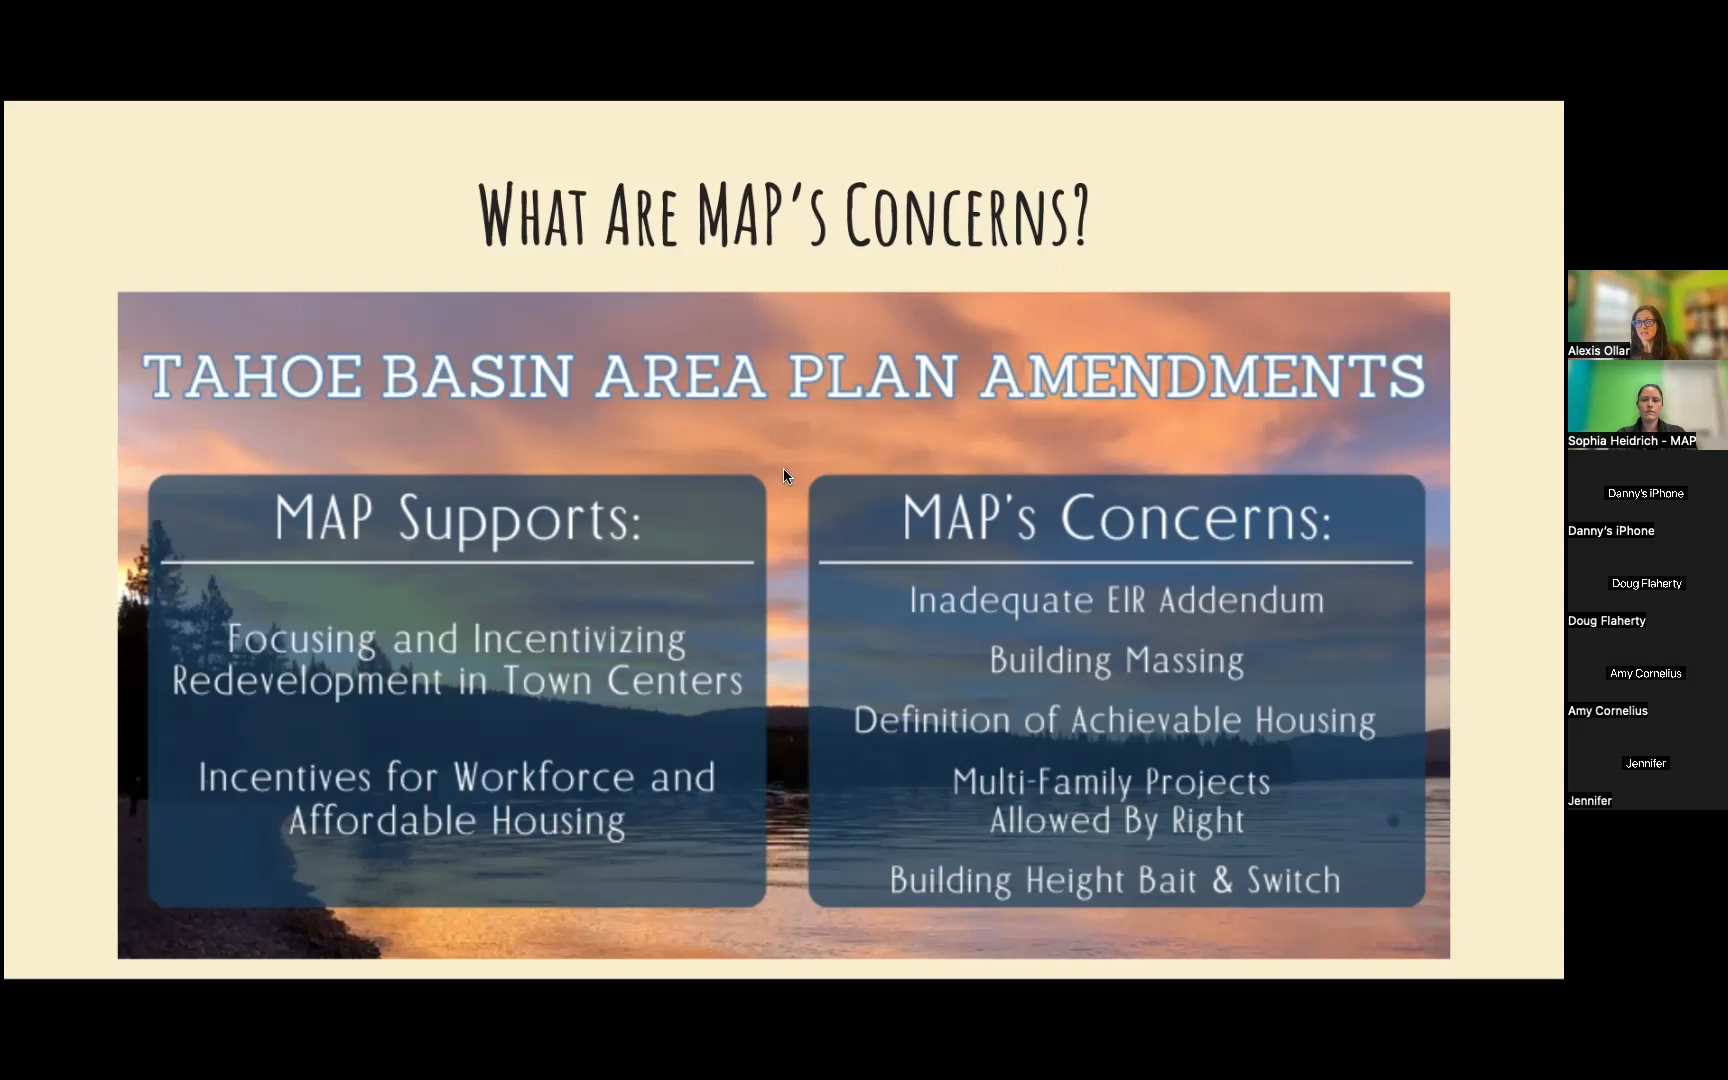 What Are MAP's Concerns?
TAHOE BASIN AREA PLAN AMENDMENTS
MAP Supports:
Focusing and Incentivizing
Redevelopment in Town Centers
Incentives for Workforce and
Affordable Housing
MAP's Concerns:
Inadequate EIR Addendum
Building Massing
Definition of Achievable Housing
Multi-Family Projects
Allowed By Right
Building Height Bait & Switch
Alexis Ollar
Sophia Heidrich - MAP
Danny's iPhone
Danny's iPhone
Doug Flaherty
Doug Flaherty
Amy Cornelius
Amy Cornelius
Jennifer
Jennifer